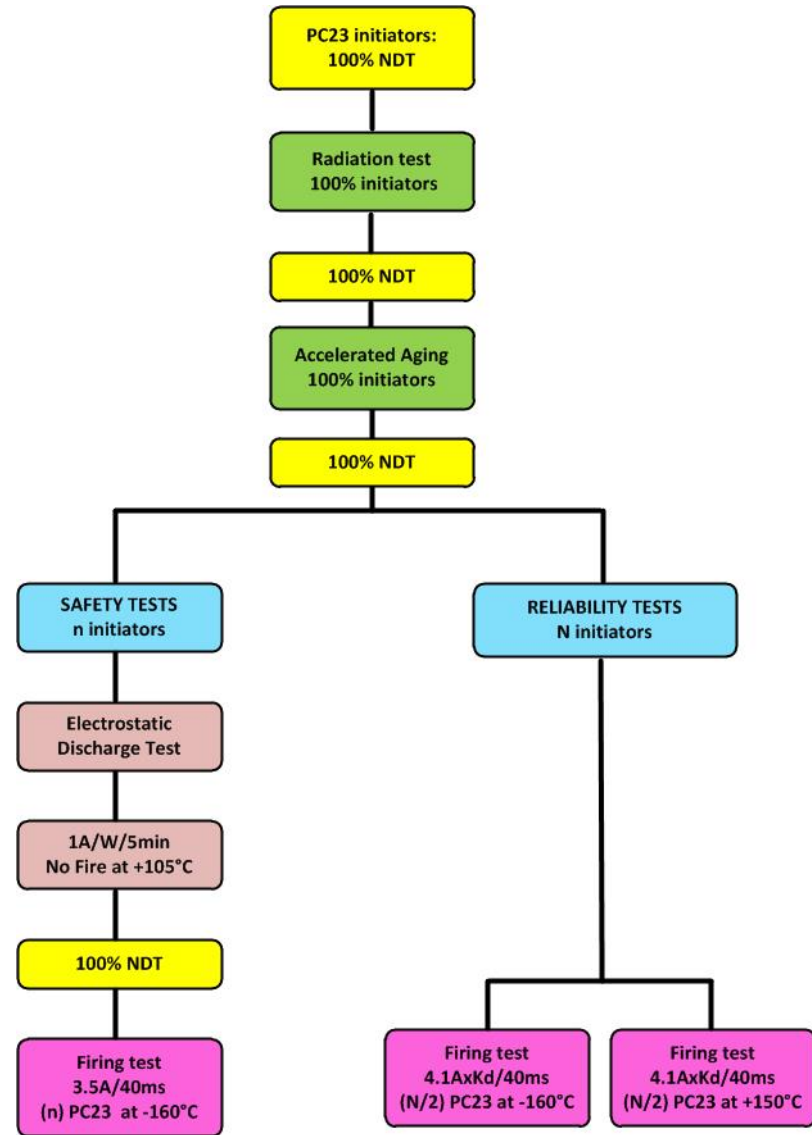 PC23 initiators:
100% NDT
Radiation test
100% initiators
100% NDT
Accelerated Aging
100% initiators
100% NDT
SAFETY TESTS
n initiators
RELIABILITY TESTS
N initiators
Electrostatic
Discharge Test
1A/W/5min
No Fire at +105°C
100% NDT
Firing test
3.5A/40ms
(n) PC23 at -160°C
Firing test
4.1AxKd/40ms
(N/2) PC23 at -160°C
Firing test
4.1AxKd/40ms
(N/2) PC23 at +150°C